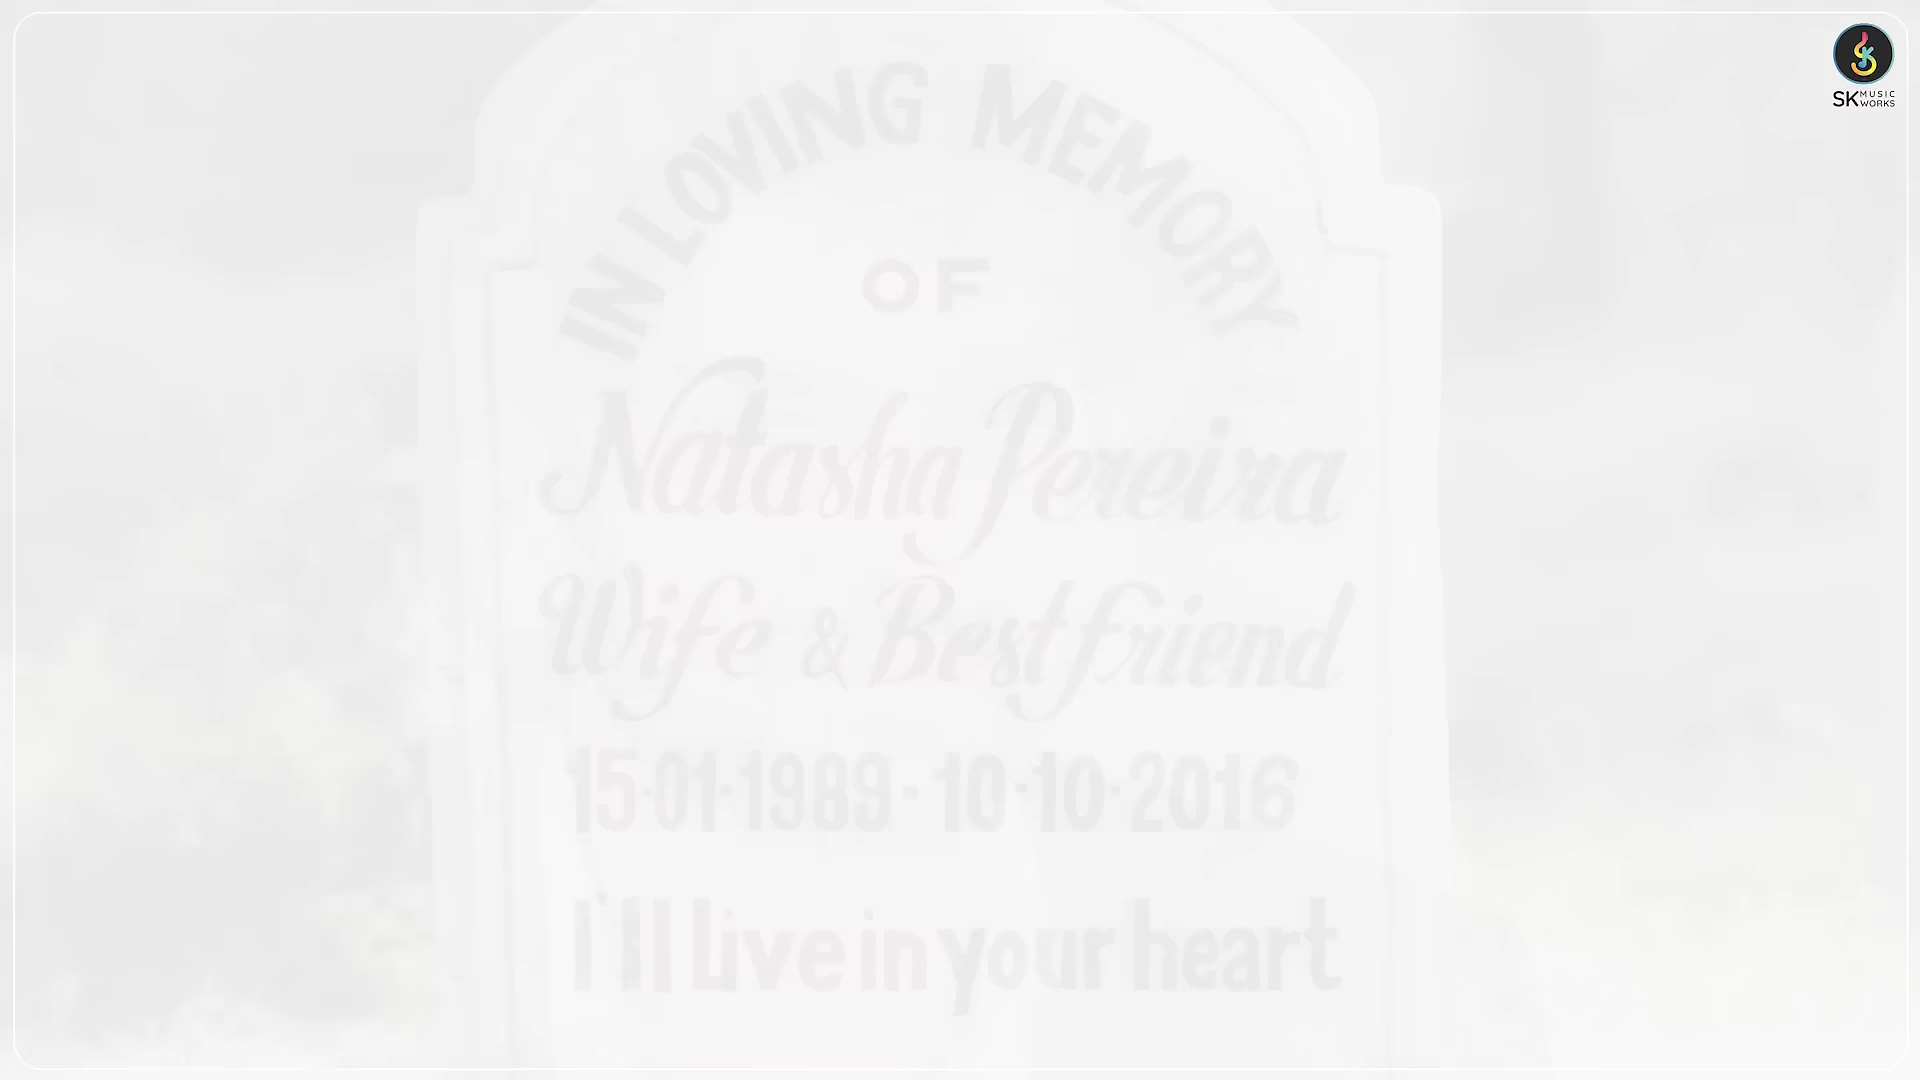 SK MUSIC WORKS
IN LOVING MEMORY
OF
Natasha Pereira
Wife & Best friend
15·01·1989 - 10·10·2016
I'll Live in your heart